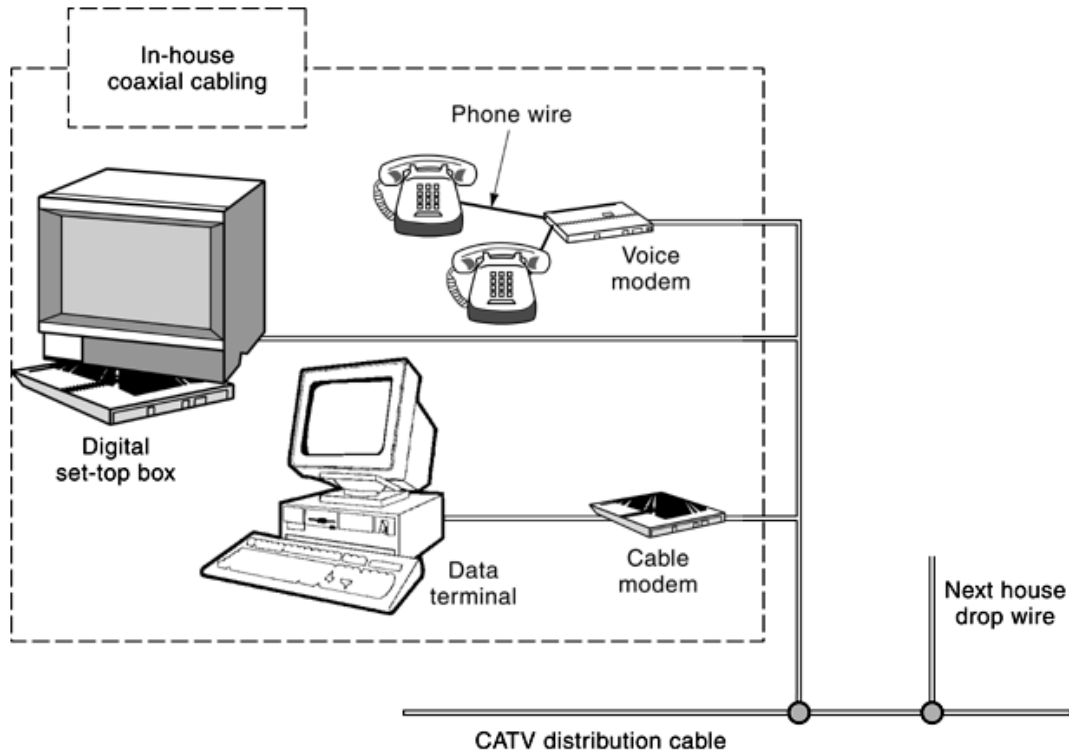 In-house
coaxial cabling
Phone wire
Voice
modem
Digital
set-top box
Data
terminal
Cable
modem
Next house
drop wire
CATV distribution cable